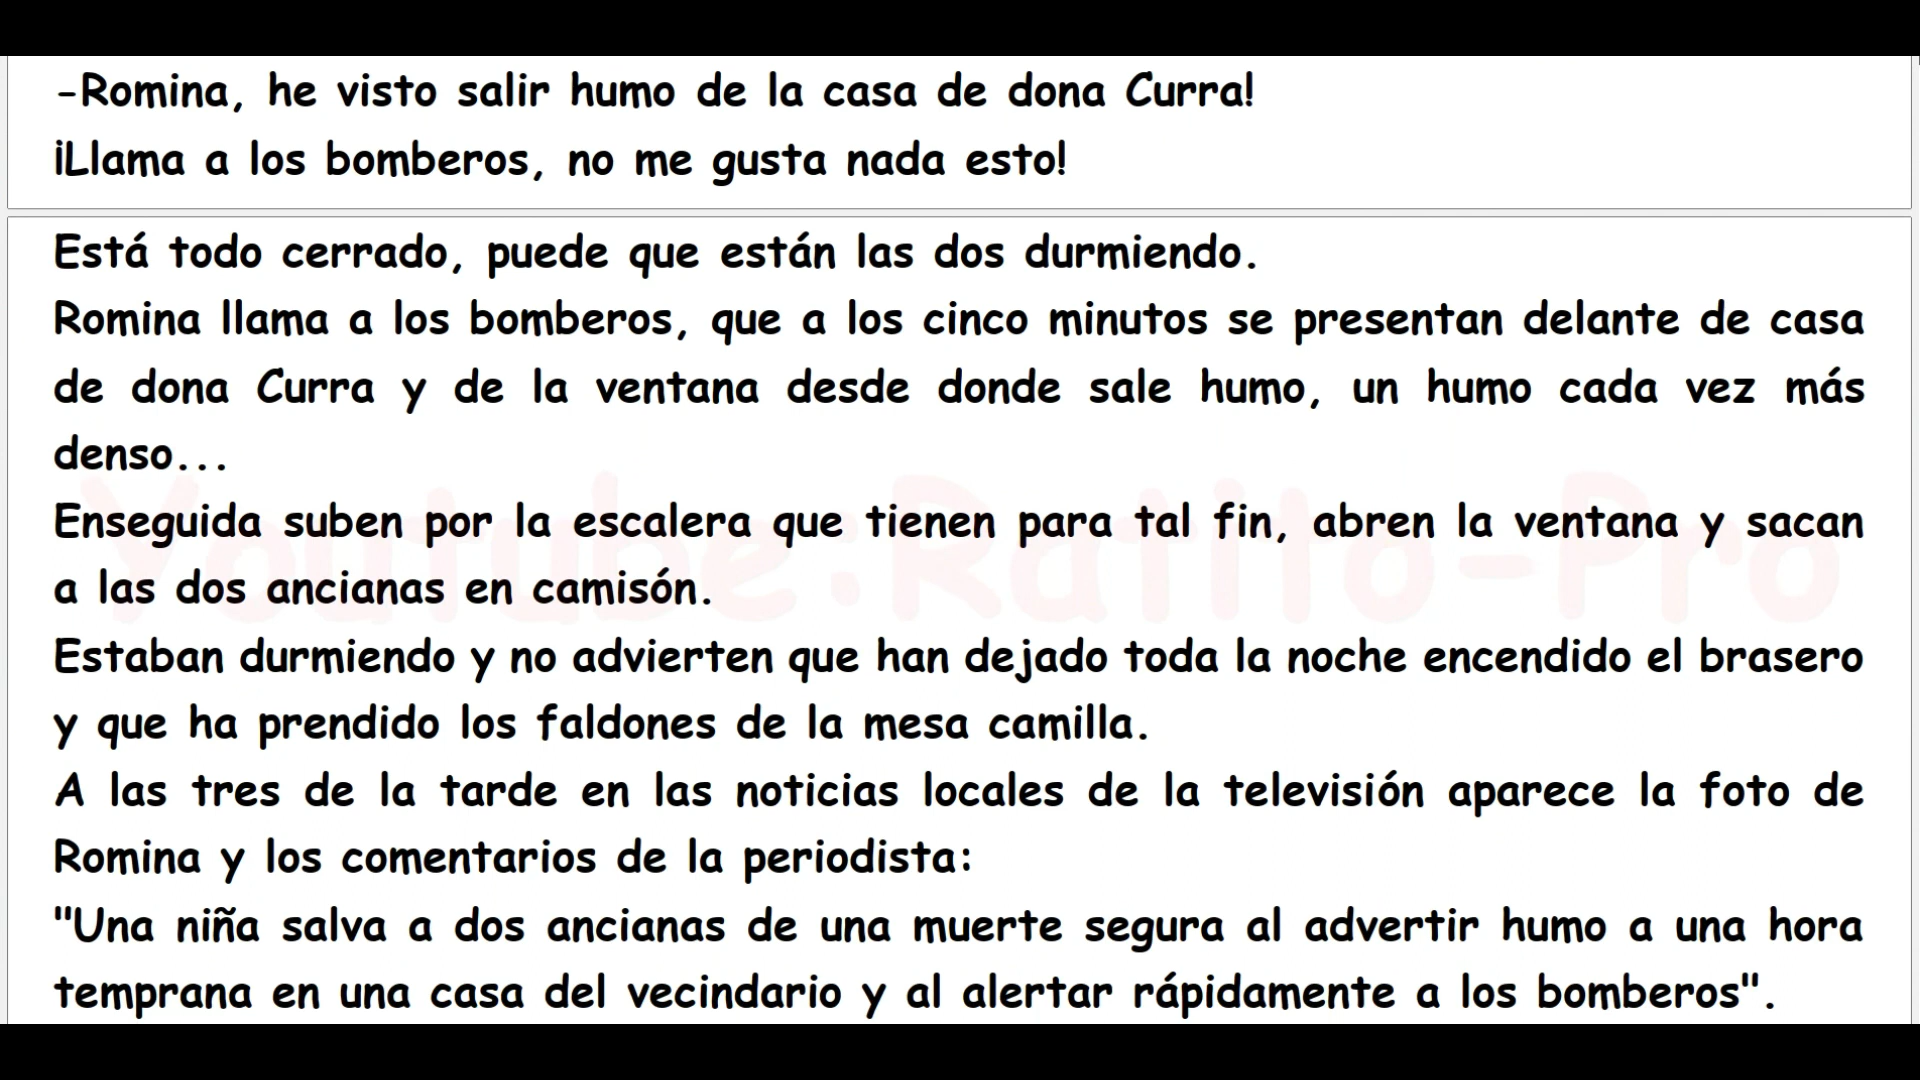 -Romina, he visto salir humo de la casa de dona Curra!
¡Llama a los bomberos, no me gusta nada esto!
Está todo cerrado, puede que están las dos durmiendo.
Romina llama a los bomberos, que a los cinco minutos se presentan delante de casa
de dona Curra y de la ventana desde donde sale humo, un humo cada vez más
denso...
Enseguida suben por la escalera que tienen para tal fin, abren la ventana y sacan
a las dos ancianas en camisón.
Youtube:Ratito-Pro
Estaban durmiendo y no advierten que han dejado toda la noche encendido el brasero
y que ha prendido los faldones de la mesa camilla.
A las tres de la tarde en las noticias locales de la televisión aparece la foto de
Romina y los comentarios de la periodista:
"Una niña salva a dos ancianas de una muerte segura al advertir humo a una hora
temprana en una casa del vecindario y al alertar rápidamente a los bomberos".